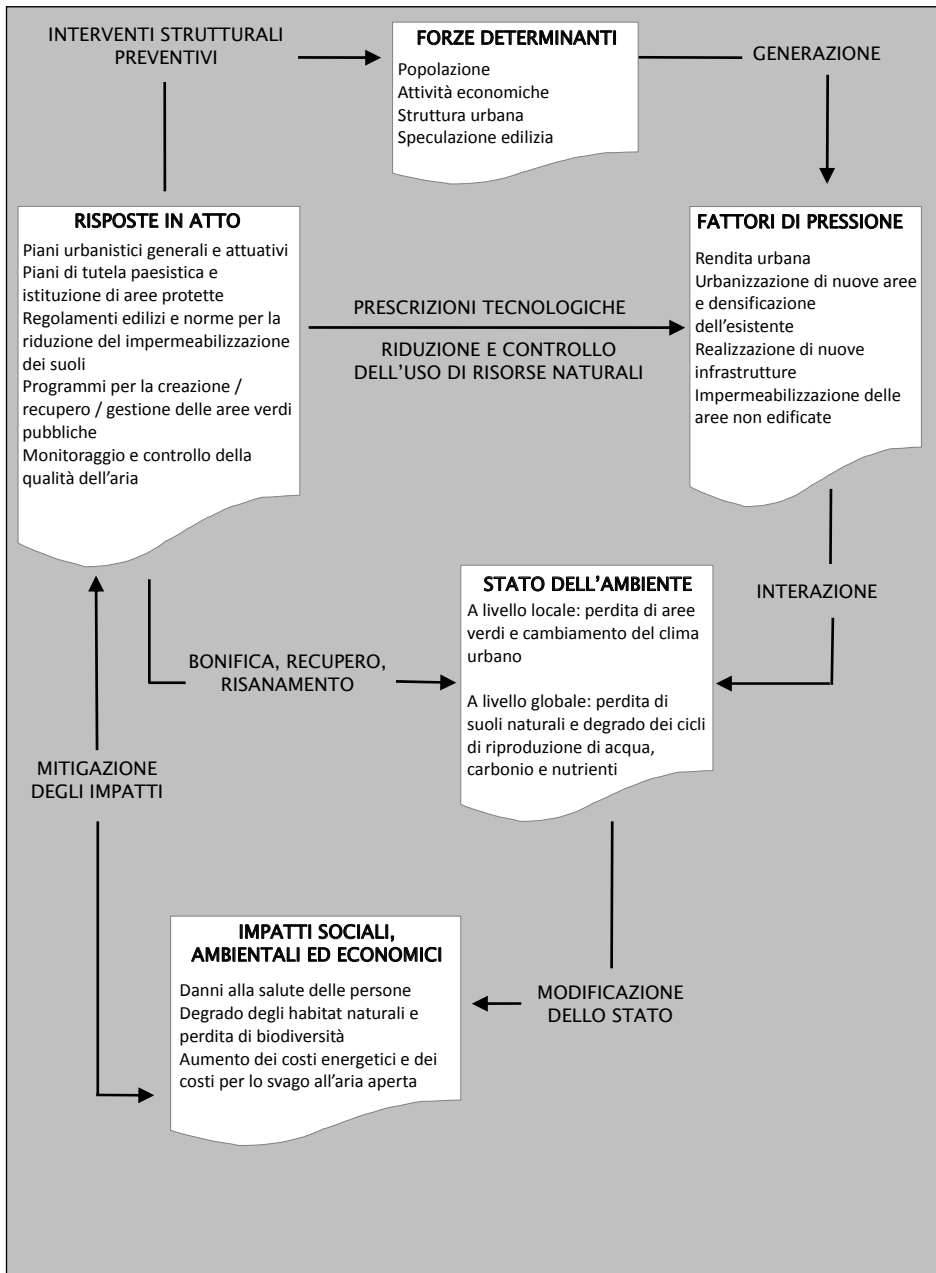 INTERVENTI STRUTTURALI
PREVENTIVI
FORZE DETERMINANTI
Popolazione
Attività economiche
Struttura urbana
Speculazione edilizia
GENERAZIONE
RISPOSTE IN ATTO
Piani urbanistici generali e attuativi
Piani di tutela paesistica e
istituzione di aree protette
Regolamenti edilizi e norme per la
riduzione del impermeabilizzazione
dei suoli
Programmi per la creazione /
recupero / gestione delle aree verdi
pubbliche
Monitoraggio e controllo della
qualità dell’aria
PRESCRIZIONI TECNOLOGICHE
RIDUZIONE E CONTROLLO
DELL’USO DI RISORSE NATURALI
FATTORI DI PRESSIONE
Rendita urbana
Urbanizzazione di nuove aree
e densificazione
dell’esistente
Realizzazione di nuove
infrastrutture
Impermeabilizzazione delle
aree non edificate
STATO DELL’AMBIENTE
A livello locale: perdita di aree
verdi e cambiamento del clima
urbano
A livello globale: perdita di
suoli naturali e degrado dei cicli
di riproduzione di acqua,
carbonio e nutrienti
INTERAZIONE
BONIFICA, RECUPERO,
RISANAMENTO
MITIGAZIONE
DEGLI IMPATTI
IMPATTI SOCIALI,
AMBIENTALI ED ECONOMICI
Danni alla salute delle persone
Degrado degli habitat naturali e
perdita di biodiversità
Aumento dei costi energetici e dei
costi per lo svago all’aria aperta
MODIFICAZIONE
DELLO STATO